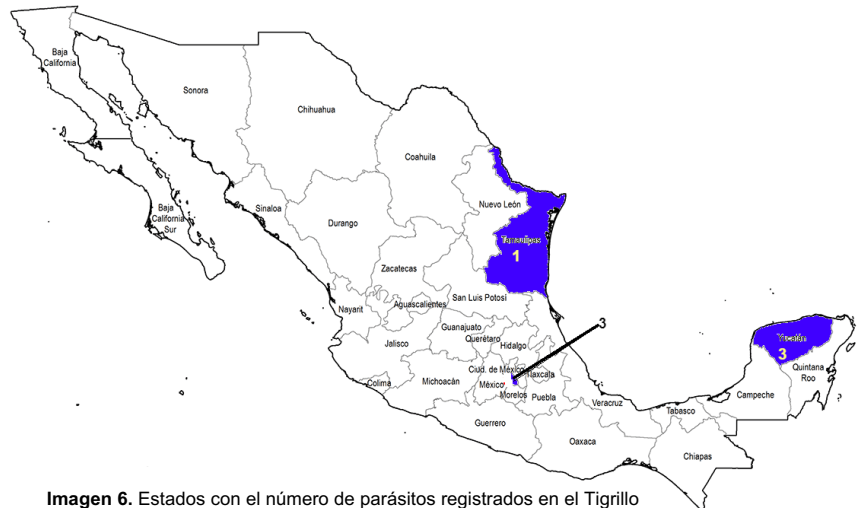 Baja
California
Sonora
Chihuahua
Coahuila
Nuevo León
Tamaulipas
1
Baja
California
Sur
Sinaloa
Durango
Zacatecas
San Luis Potosí
Nayarit
Aguascalientes
Guanajuato
Querétaro
Hidalgo
3
Jalisco
Ciud. de México
Tlaxcala
Colima
Michoacán
México
Morelos
Puebla
Veracruz
Guerrero
Oaxaca
Tabasco
Chiapas
Campeche
Yucatán
3
Quintana
Roo
Imagen 6. Estados con el número de parásitos registrados en el Tigrillo